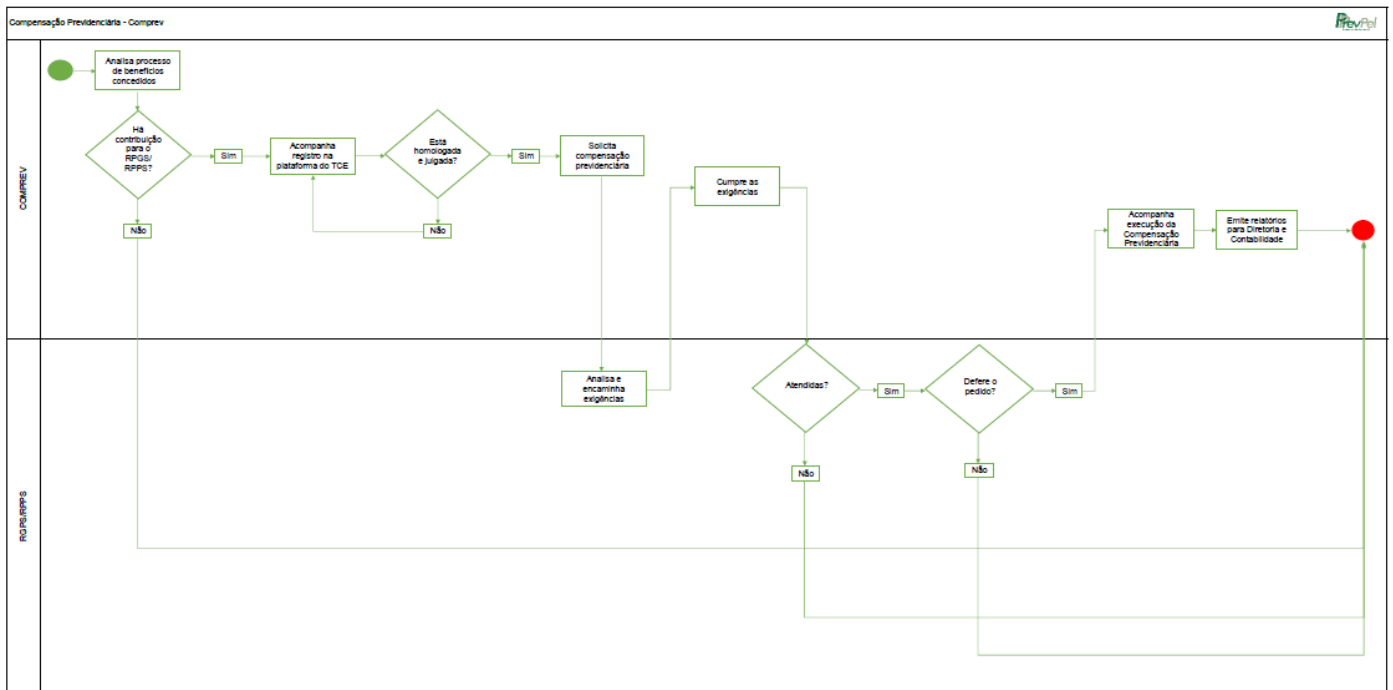 Compensação Previdenciária - Comprev
PrevPel
COMPREV
Analisa processo
de benefícios
concedidos
Há
contribuição
para o
RPGS/
RPPS?
Sim
Não
Acompanha
registro na
plataforma do TCE
Está
homologada
e julgada?
Sim
Não
Solicita
compensação
previdenciária
Cumpre as
exigências
Acompanha
execução da
Compensação
Previdenciária
Emite relatórios
para Diretoria e
Contabilidade
RGPS/RPPS
Analisa e
encaminha
exigências
Atendidas?
Sim
Não
Defere o
pedido?
Sim
Não